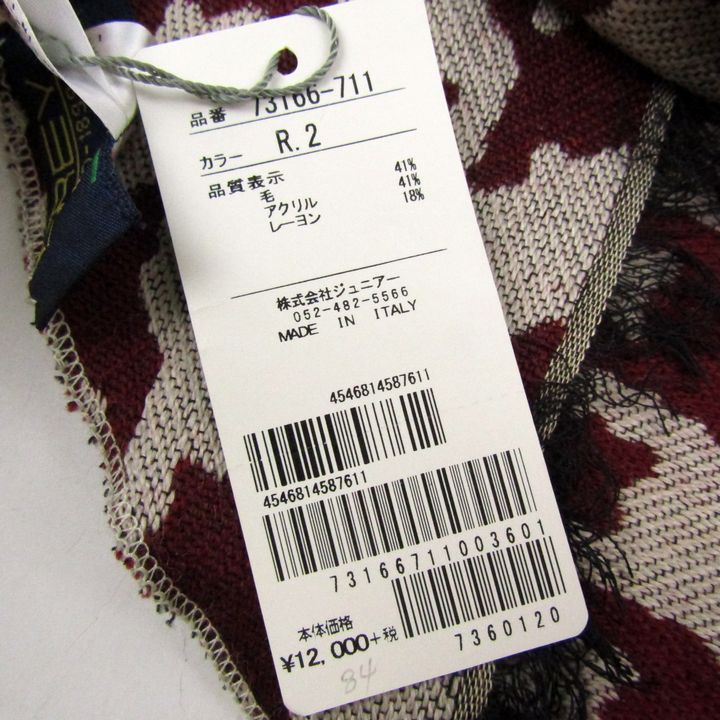 品番 73166-711
カラー R.2
品質表示
毛 41%
アクリル 41%
レーヨン 18%
株式会社ジュニアー
052-482-5566
MADE IN ITALY
4546814587611
4546814587611
73166711003601
7360120
本体価格
¥12,000+税
84